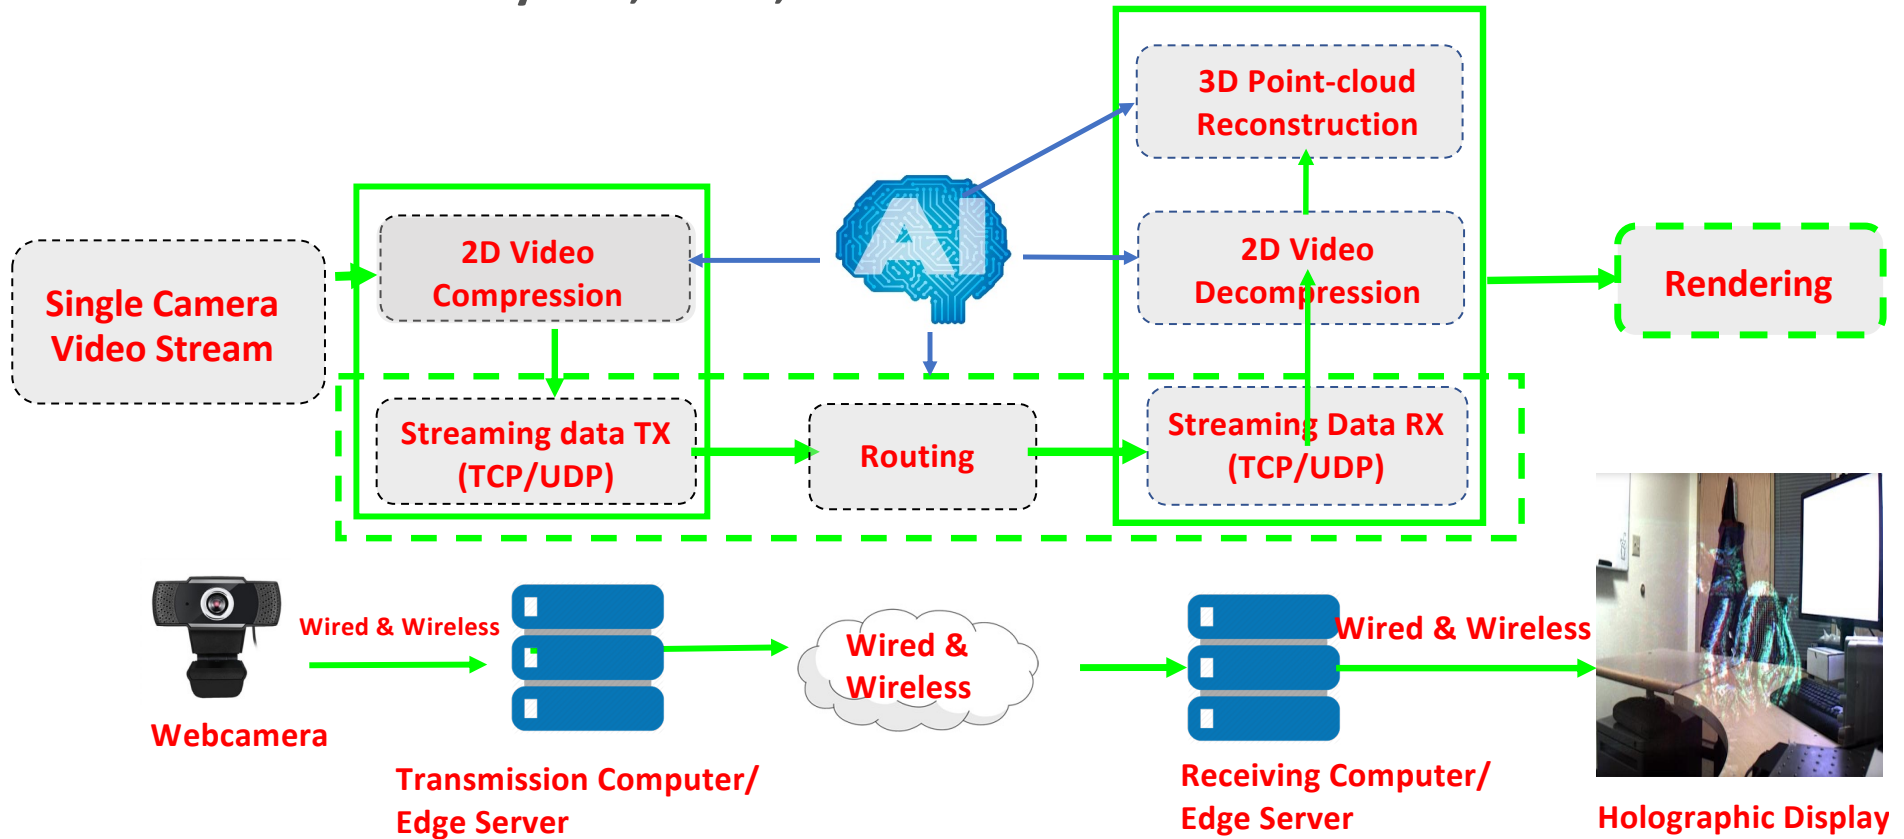 3D Point-cloud
Reconstruction
AI
2D Video
Compression
2D Video
Decompression
Single Camera
Video Stream
Rendering
Streaming data TX
(TCP/UDP)
Routing
Streaming Data RX
(TCP/UDP)
Wired & Wireless
Wired &
Wireless
Wired & Wireless
Webcamera
Transmission Computer/
Edge Server
Receiving Computer/
Edge Server
Holographic Display